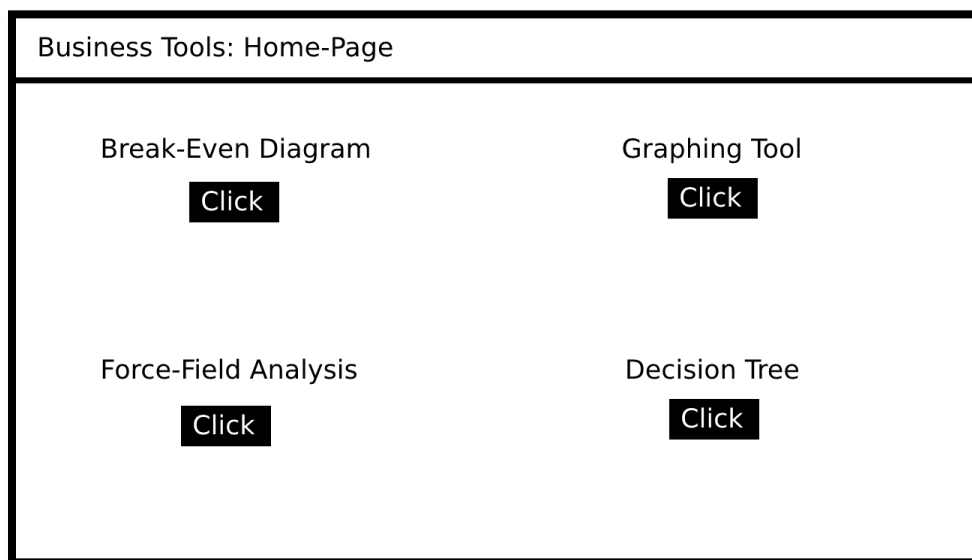 Business Tools: Home-Page
Break-Even Diagram
Click
Graphing Tool
Click
Force-Field Analysis
Click
Decision Tree
Click